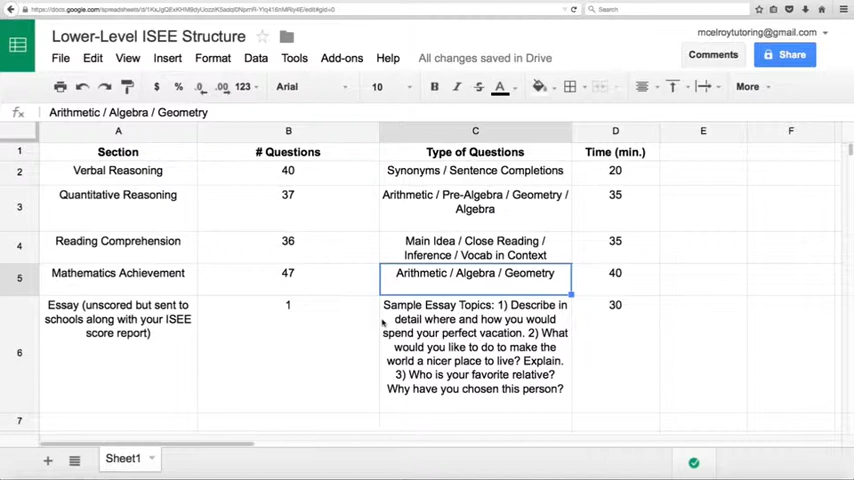 https://docs.google.com/spreadsheets/d/
Search
Lower-Level ISEE Structure
mcelroytutoring@gmail.com
File Edit View Insert Format Data Tools Add-ons Help All changes saved in Drive
Comments
Share
$ % .0 .00 123
Arial
10
B I S A
More
fx Arithmetic / Algebra / Geometry
A B C D E F
1 Section # Questions Type of Questions Time (min.)
2 Verbal Reasoning 40 Synonyms / Sentence Completions 20
Quantitative Reasoning 37 Arithmetic / Pre-Algebra / Geometry / 35
3 Algebra
4 Reading Comprehension 36 Main Idea / Close Reading / 35
Inference / Vocab in Context
5 Mathematics Achievement 47 Arithmetic / Algebra / Geometry 40
Essay (unscored but sent to 1 Sample Essay Topics: 1) Describe in 30
schools along with your ISEE detail where and how you would
score report) spend your perfect vacation. 2) What
6 would you like to do to make the
world a nicer place to live? Explain.
3) Who is your favorite relative?
Why have you chosen this person?
7
Sheet1